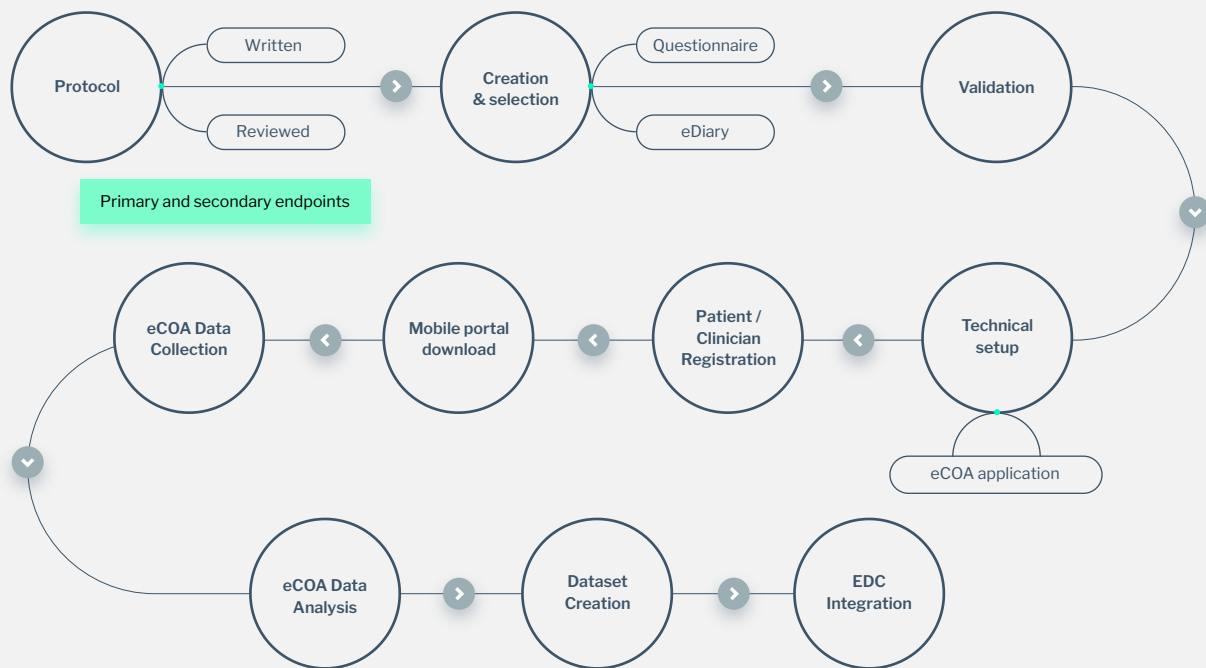 Written
Questionnaire
Protocol
Creation
& selection
Validation
Reviewed
eDiary
Primary and secondary endpoints
eCOA Data
Collection
Mobile portal
download
Patient /
Clinician
Registration
Technical
setup
eCOA application
eCOA Data
Analysis
Dataset
Creation
EDC
Integration